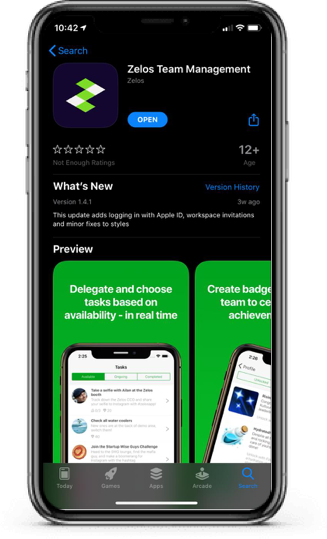 10:42
Search
Zelos Team Management
Zelos
OPEN
Not Enough Ratings
12+
Age
What's New
Version History
Version 1.4.1
3w ago
This update adds logging in with Apple ID, workspace invitations
and minor fixes to styles
Preview
Delegate and choose
tasks based on
availability - in real time
Create badge
team to ce
achievem
2:25
Tasks
Available
Ongoing
Completed
Take a selfie with Allan at the Zelos
booth
Check all water coolers
Join the Startup Wise Guys Challenge
2:26
Profile
Today
Games
Apps
Arcade
Search